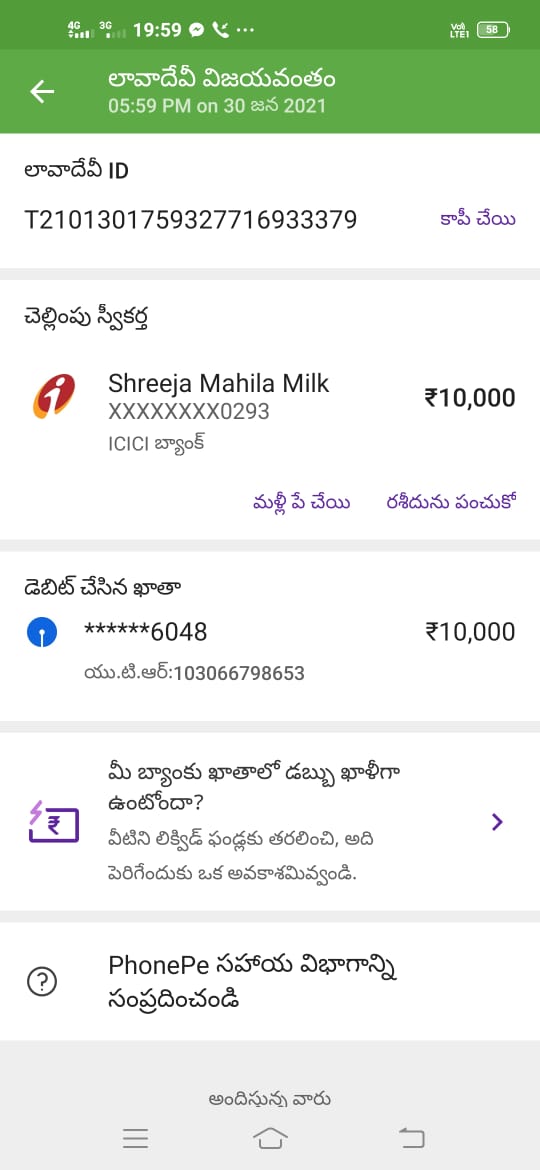 4G 3G 19:59 ... Vo)) LTE1 58
లావాదేవీ విజయవంతం
05:59 PM on 30 జన 2021
లావాదేవీ ID
T2101301759327716933379 కాపీ చేయి
చెల్లింపు స్వీకర్త
Shreeja Mahila Milk ₹10,000
XXXXXXXX0293
ICICI బ్యాంక్
మళ్లీ పే చేయి రశీదును పంచుకో
డెబిట్ చేసిన ఖాతా
******6048 ₹10,000
యు.టి.ఆర్:103066798653
మీ బ్యాంకు ఖాతాలో డబ్బు ఖాళీగా
ఉంటోందా?
వీటిని లిక్విడ్ ఫండ్లకు తరలించి, అది
పెరిగేందుకు ఒక అవకాశమివ్వండి.
PhonePe సహాయ విభాగాన్ని
సంప్రదించండి
అందిస్తున్న వారు